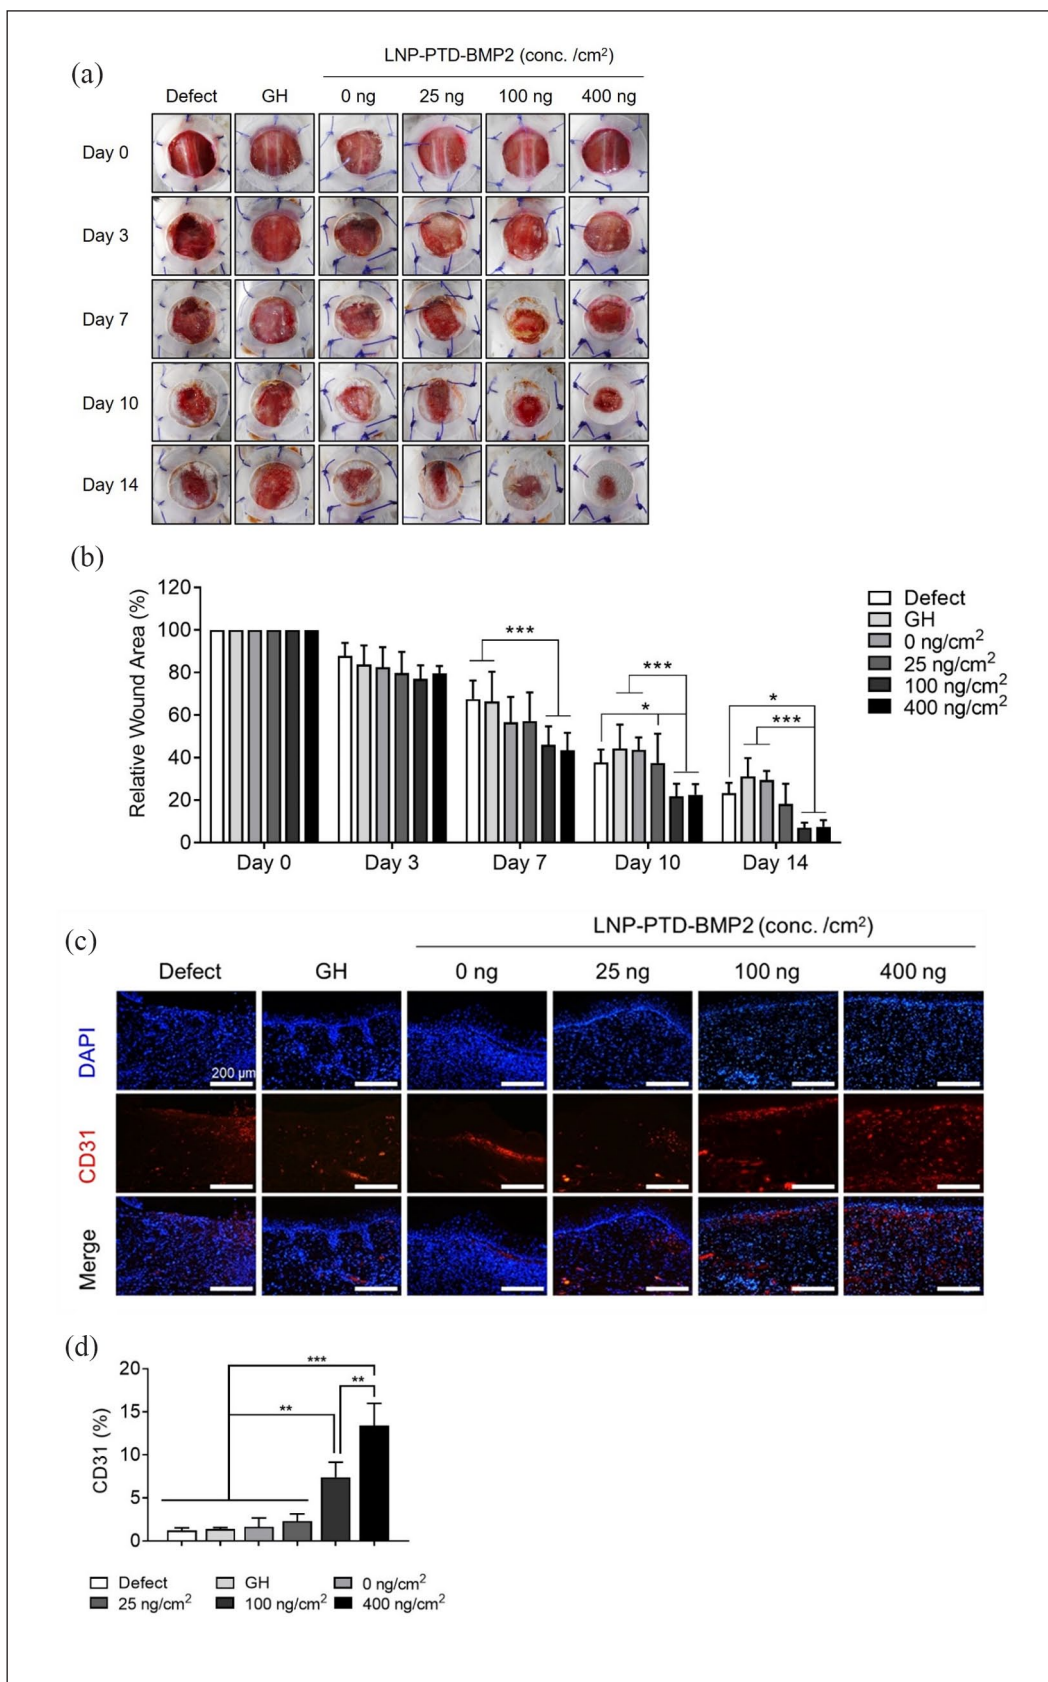 (a)
LNP-PTD-BMP2 (conc. /cm²)
Defect GH 0 ng 25 ng 100 ng 400 ng
Day 0
Day 3
Day 7
Day 10
Day 14
(b)
Relative Wound Area (%)
120
100
80
60
40
20
0
*** *** * * ***
Day 0 Day 3 Day 7 Day 10 Day 14
Defect
GH
0 ng/cm²
25 ng/cm²
100 ng/cm²
400 ng/cm²
(c)
LNP-PTD-BMP2 (conc. /cm²)
Defect GH 0 ng 25 ng 100 ng 400 ng
DAPI
200 µm
CD31
Merge
(d)
CD31 (%)
20
15
10
5
0
***
**
**
Defect GH 0 ng/cm²
25 ng/cm² 100 ng/cm² 400 ng/cm²